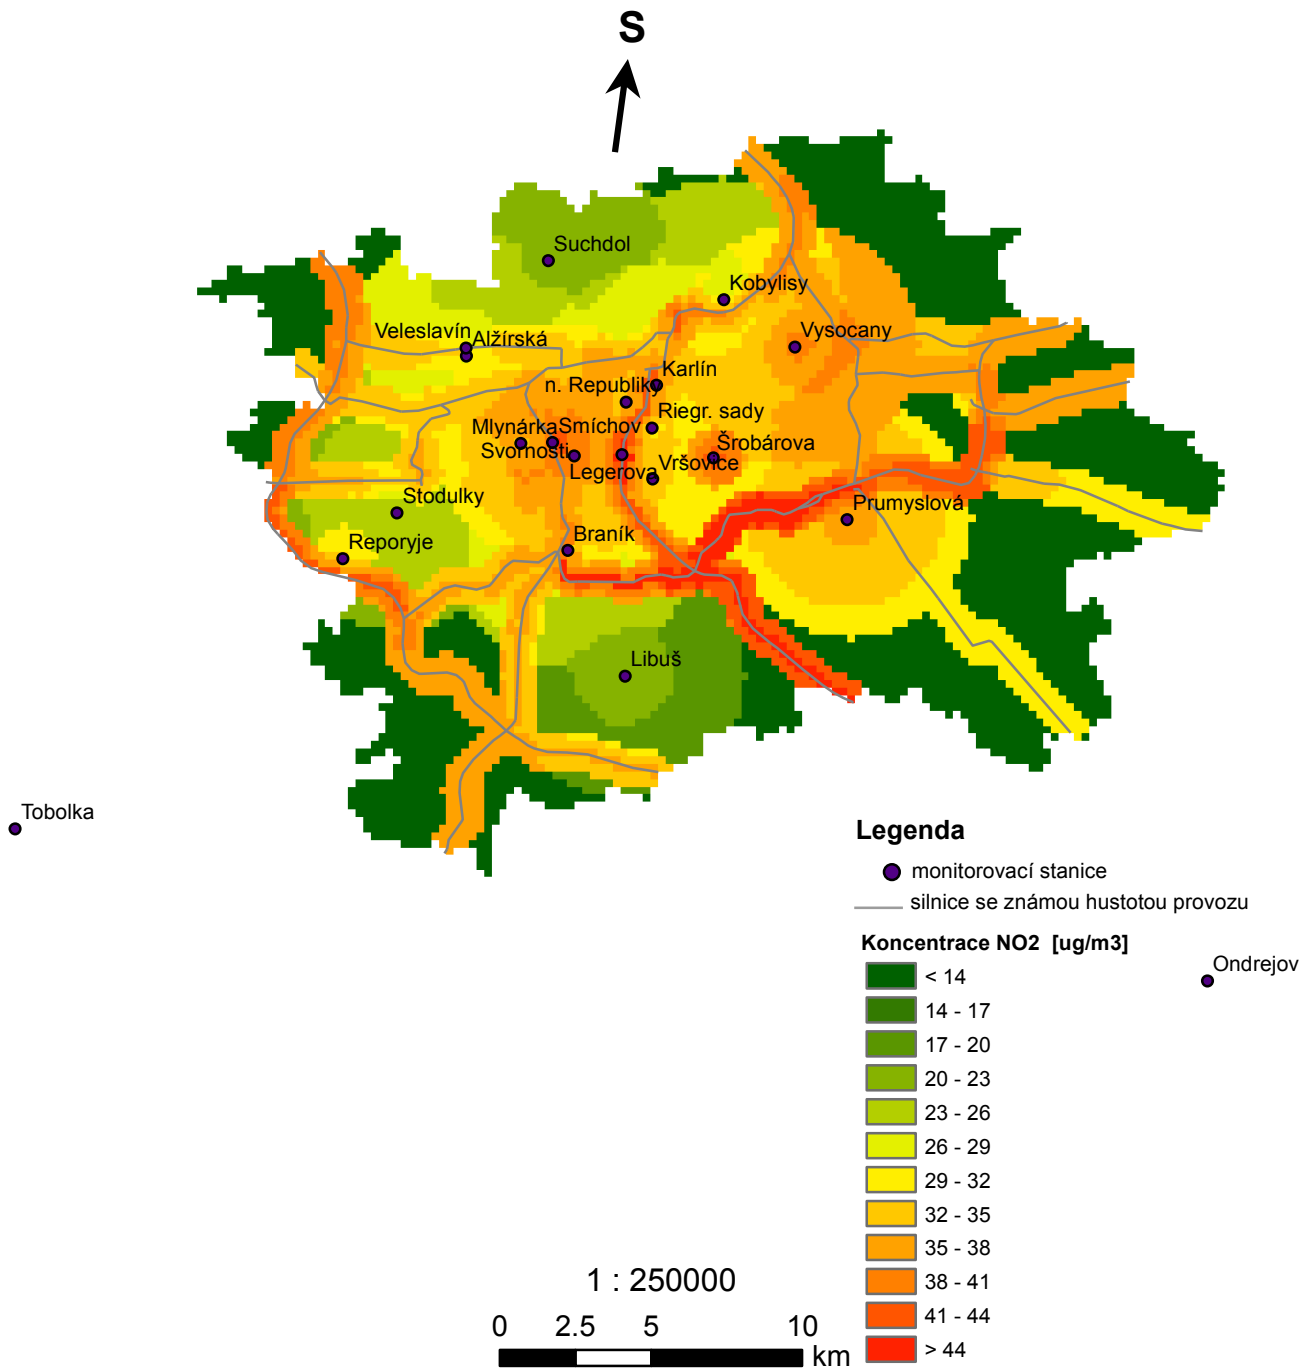 S
Suchdol
Kobylisy
Veleslavín
Alžírská
Vysocany
Karlín
n. Republiky
Riegr. sady
Mlynárka
Smíchov
Svornosti
Šrobárova
Legerova
Vršovice
Stodulky
Prumyslová
Reporyje
Braník
Libuš
Tobolka
Legenda
monitorovací stanice
silnice se známou hustotou provozu
Koncentrace NO2 [ug/m3]
Ondrejov
< 14
14 - 17
17 - 20
20 - 23
23 - 26
26 - 29
29 - 32
32 - 35
35 - 38
38 - 41
41 - 44
> 44
1 : 250000
0 2.5 5 10
km